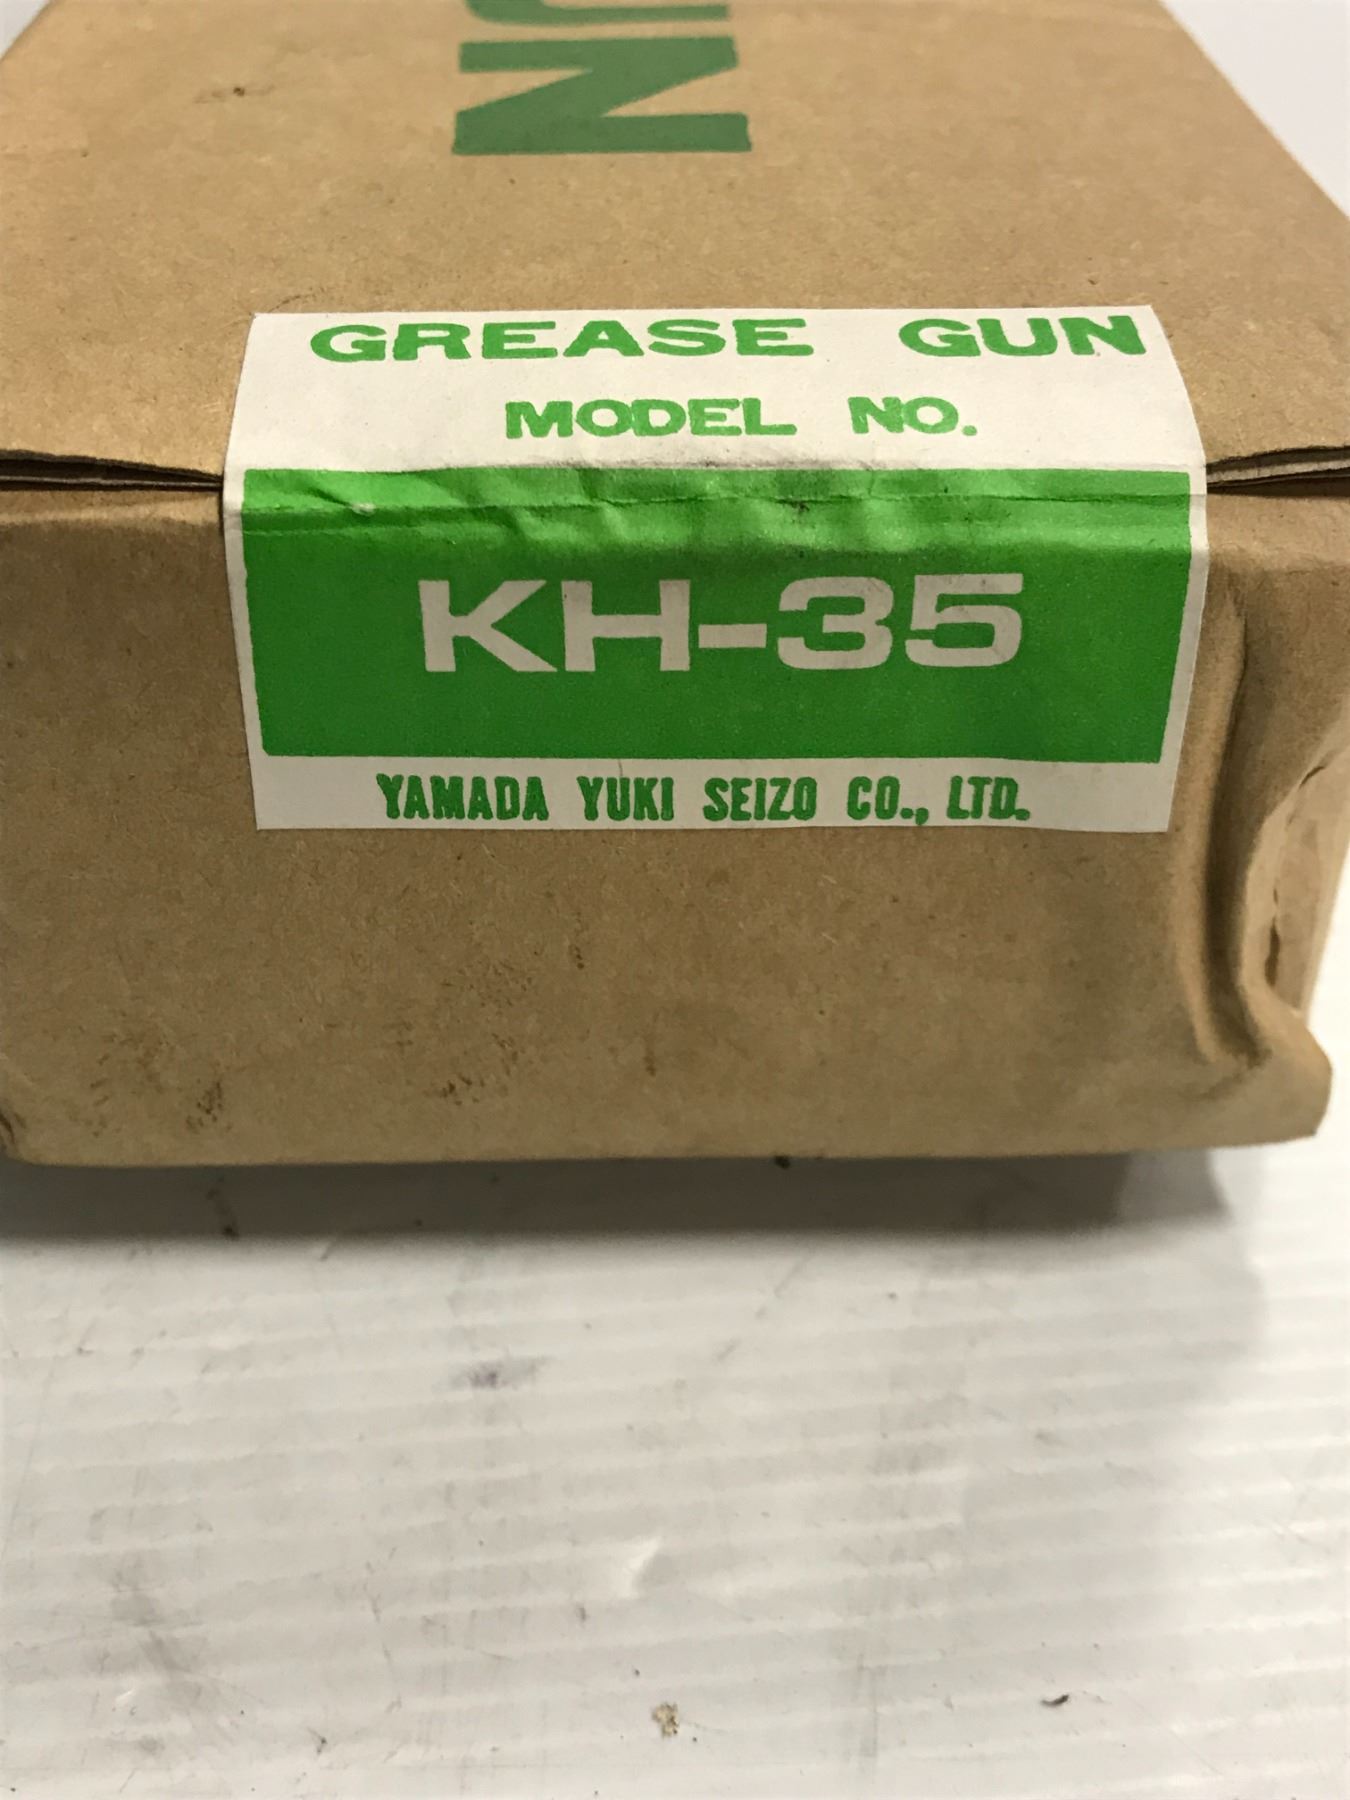 GREASE GUN
MODEL NO.
KH-35
YAMADA YUKI SEIZO CO., LTD.